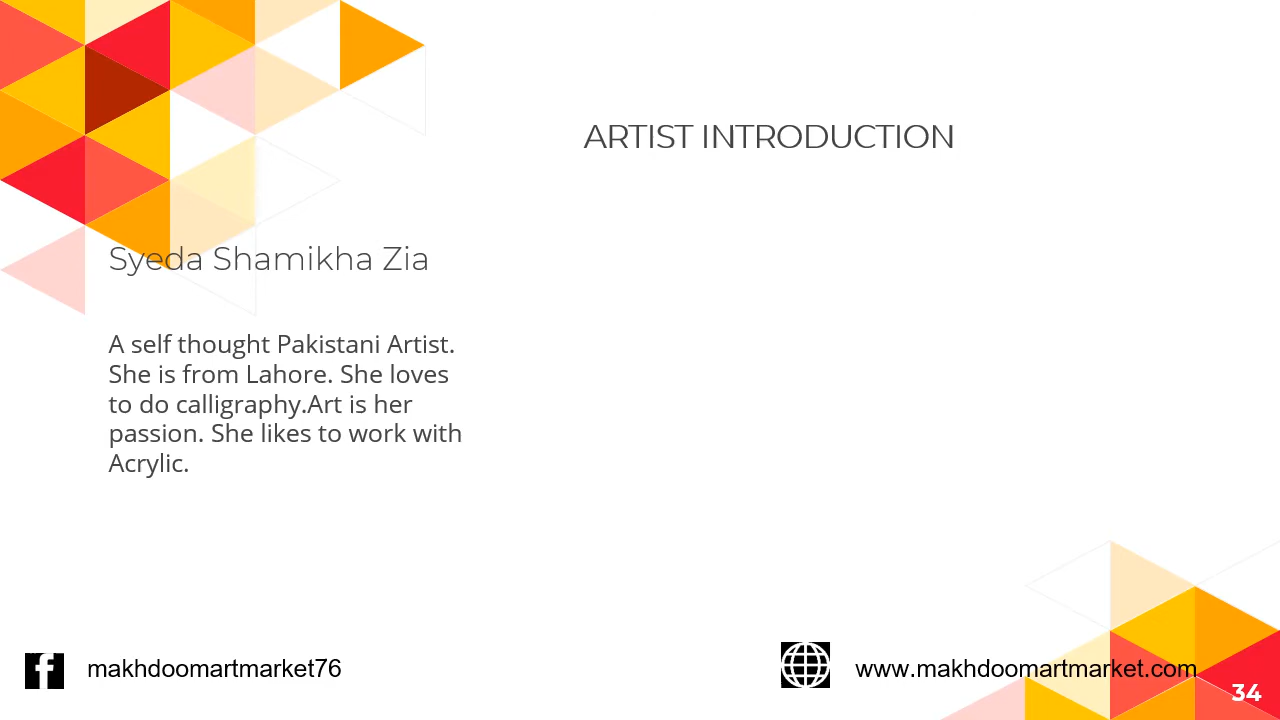 ARTIST INTRODUCTION
Syeda Shamikha Zia
A self thought Pakistani Artist.
She is from Lahore. She loves
to do calligraphy.Art is her
passion. She likes to work with
Acrylic.
makhdoomartmarket76
www.makhdoomartmarket.com
34